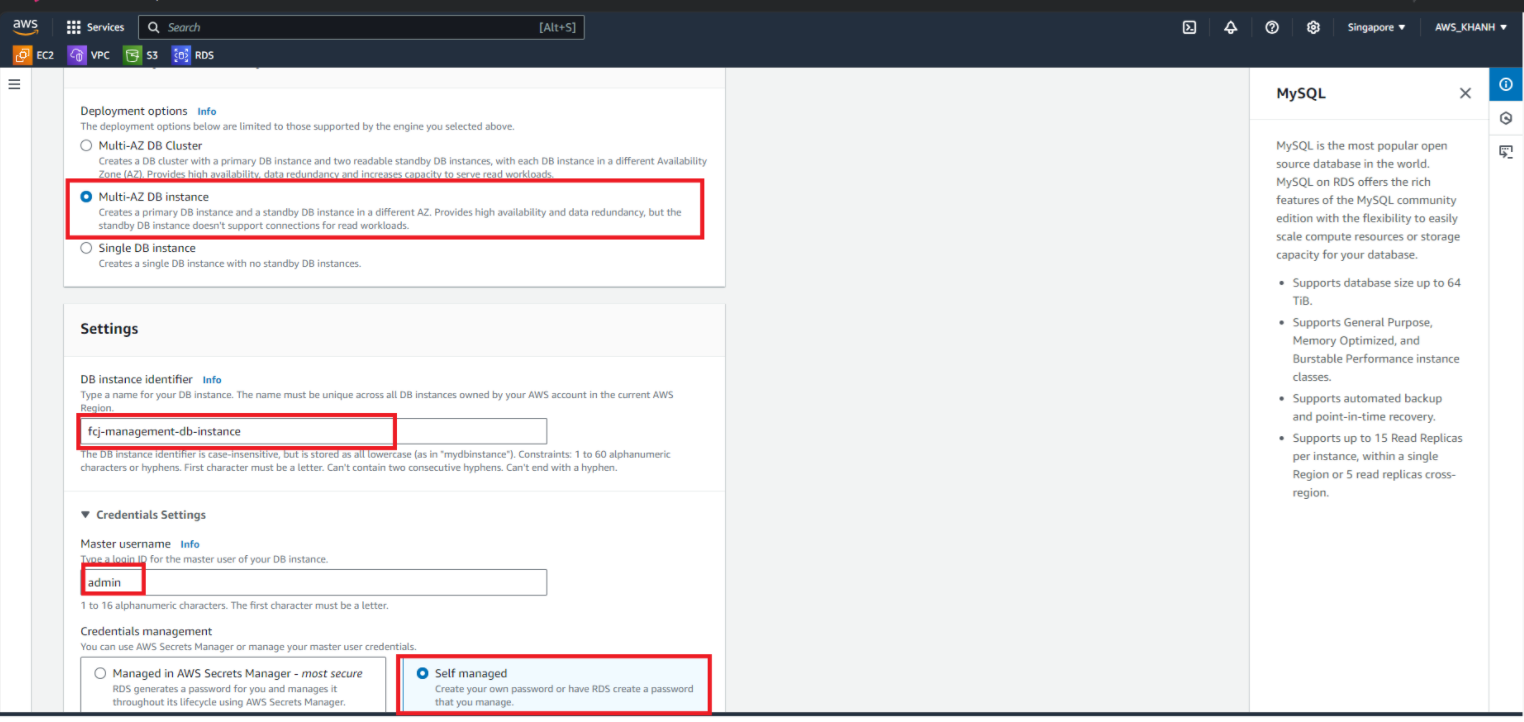 aws
Services
Search
[Alt+S]
Singapore
AWS_KHANH
EC2
VPC
S3
RDS
Deployment options Info
The deployment options below are limited to those supported by the engine you selected above.
Multi-AZ DB Cluster
Creates a DB cluster with a primary DB instance and two readable standby DB instances, with each DB instance in a different Availability
Zone (AZ). Provides high availability, data redundancy and increases capacity to serve read workloads.
Multi-AZ DB instance
Creates a primary DB instance and a standby DB instance in a different AZ. Provides high availability and data redundancy, but the
standby DB instance doesn't support connections for read workloads.
Single DB instance
Creates a single DB instance with no standby DB instances.
Settings
DB instance identifier Info
Type a name for your DB instance. The name must be unique across all DB instances owned by your AWS account in the current AWS
Region.
fcj-management-db-instance
The DB instance identifier is case-insensitive, but is stored as all lowercase (as in "mydbinstance"). Constraints: 1 to 60 alphanumeric
characters or hyphens. First character must be a letter. Can't contain two consecutive hyphens. Can't end with a hyphen.
Credentials Settings
Master username Info
Type a login ID for the master user of your DB instance.
admin
1 to 16 alphanumeric characters. The first character must be a letter.
Credentials management
You can use AWS Secrets Manager or manage your master user credentials.
Managed in AWS Secrets Manager - most secure
RDS generates a password for you and manages it
throughout its lifecycle using AWS Secrets Manager.
Self managed
Create your own password or have RDS create a password
that you manage.
MySQL
MySQL is the most popular open
source database in the world.
MySQL on RDS offers the rich
features of the MySQL community
edition with the flexibility to easily
scale compute resources or storage
capacity for your database.
• Supports database size up to 64
TiB.
• Supports General Purpose,
Memory Optimized, and
Burstable Performance instance
classes.
• Supports automated backup
and point-in-time recovery.
• Supports up to 15 Read Replicas
per instance, within a single
Region or 5 read replicas cross-
region.